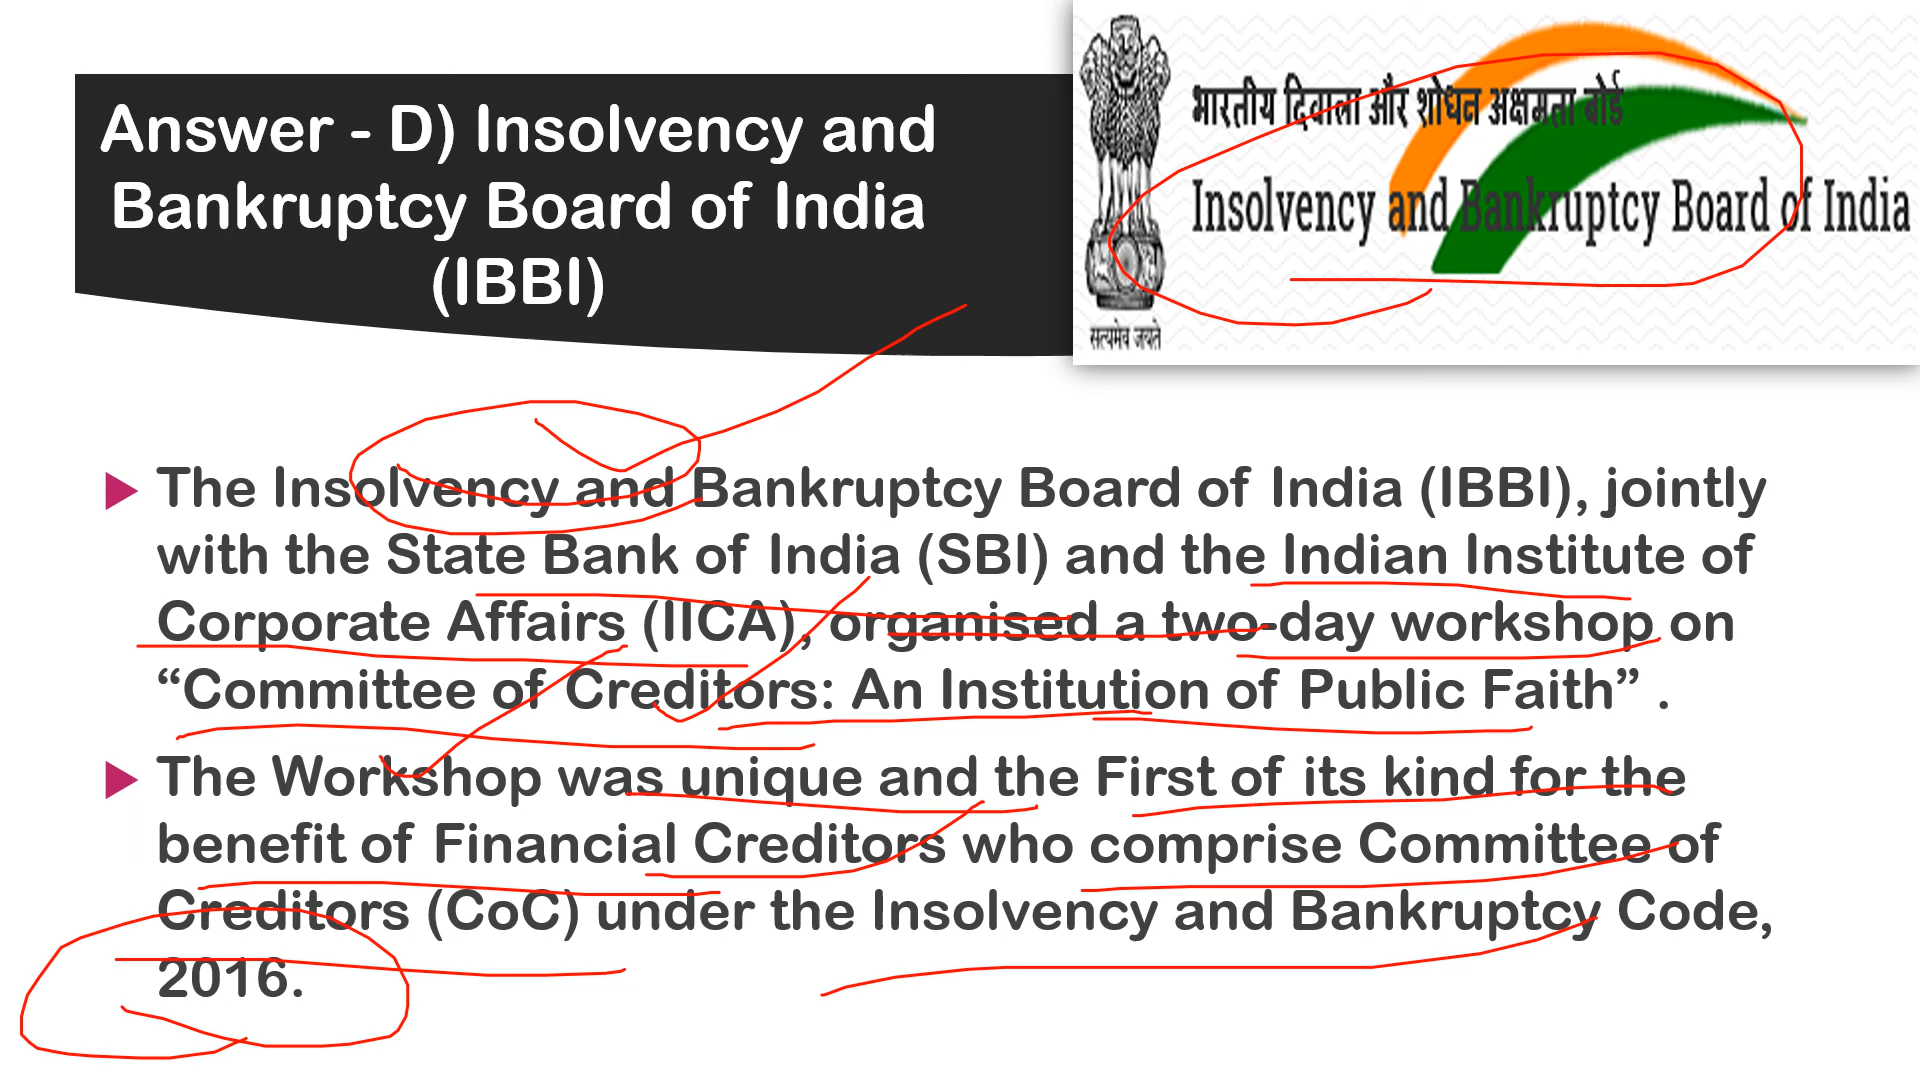 Answer - D) Insolvency and
Bankruptcy Board of India
(IBBI)
भारतीय दिवाला और शोधन अक्षमता बोर्ड
Insolvency and Bankruptcy Board of India
सत्यमेव जयते
The Insolvency and Bankruptcy Board of India (IBBI), jointly
with the State Bank of India (SBI) and the Indian Institute of
Corporate Affairs (IICA), organised a two-day workshop on
“Committee of Creditors: An Institution of Public Faith” .
The Workshop was unique and the First of its kind for the
benefit of Financial Creditors who comprise Committee of
Creditors (CoC) under the Insolvency and Bankruptcy Code,
2016.